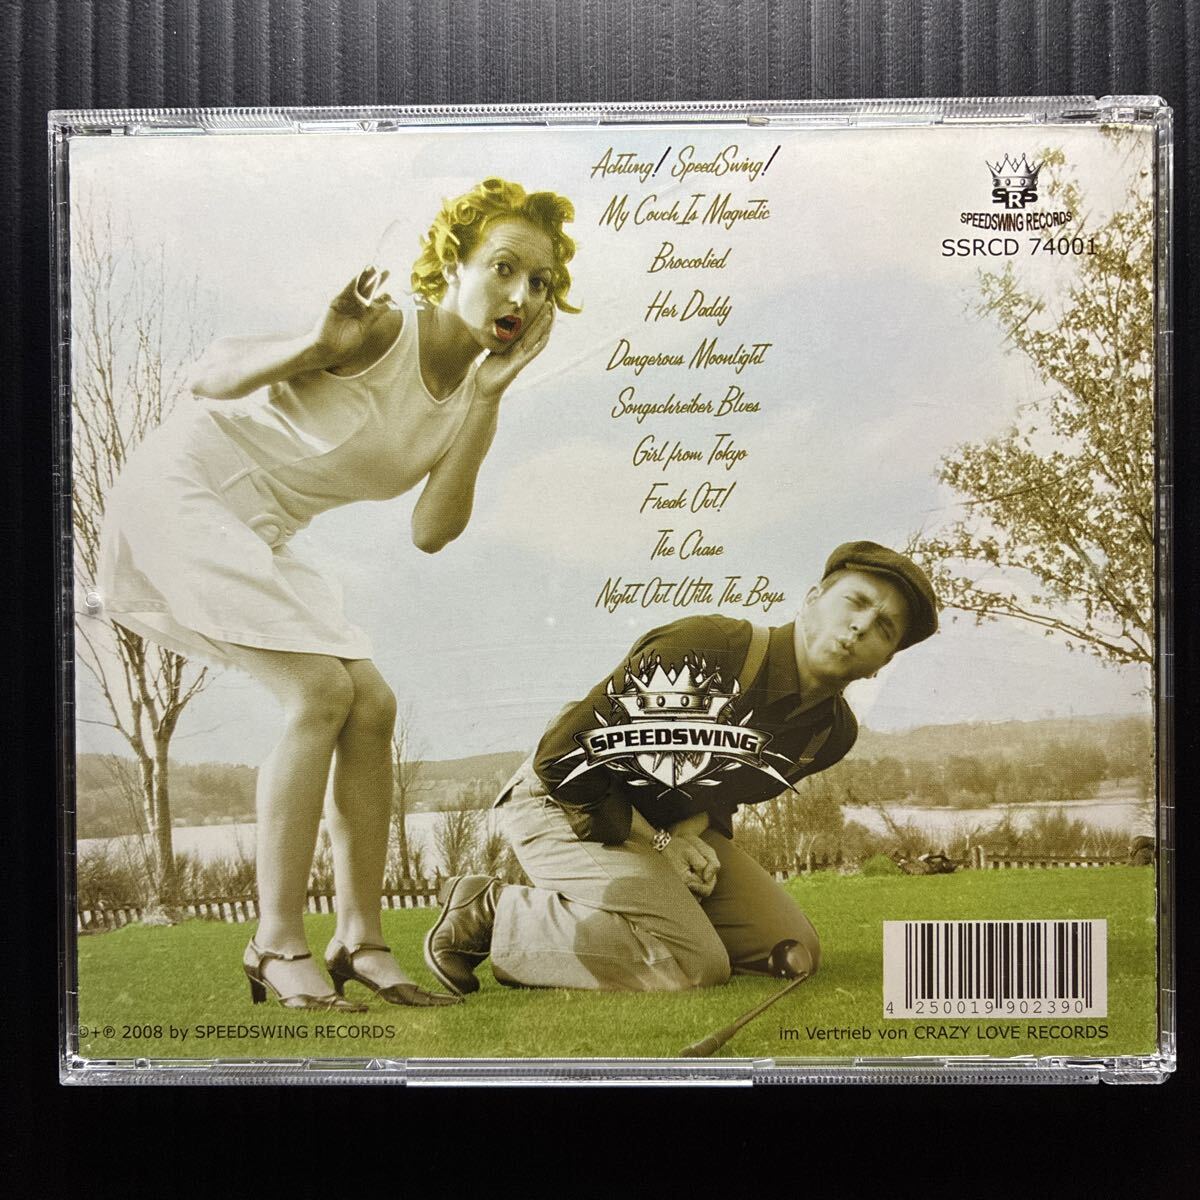 Achtung! SpeedSwing!
My Couch Is Magnetic
Broccolied
Her Daddy
Dangerous Moonlight
Songschreiber Blues
Girl from Tokyo
Freak Out!
The Chase
Night Out With The Boys
SRS
SPEEDSWING RECORDS
SSRCD 74001
SPEEDSWING
4 250019 902390
©+℗ 2008 by SPEEDSWING RECORDS
im Vertrieb von CRAZY LOVE RECORDS